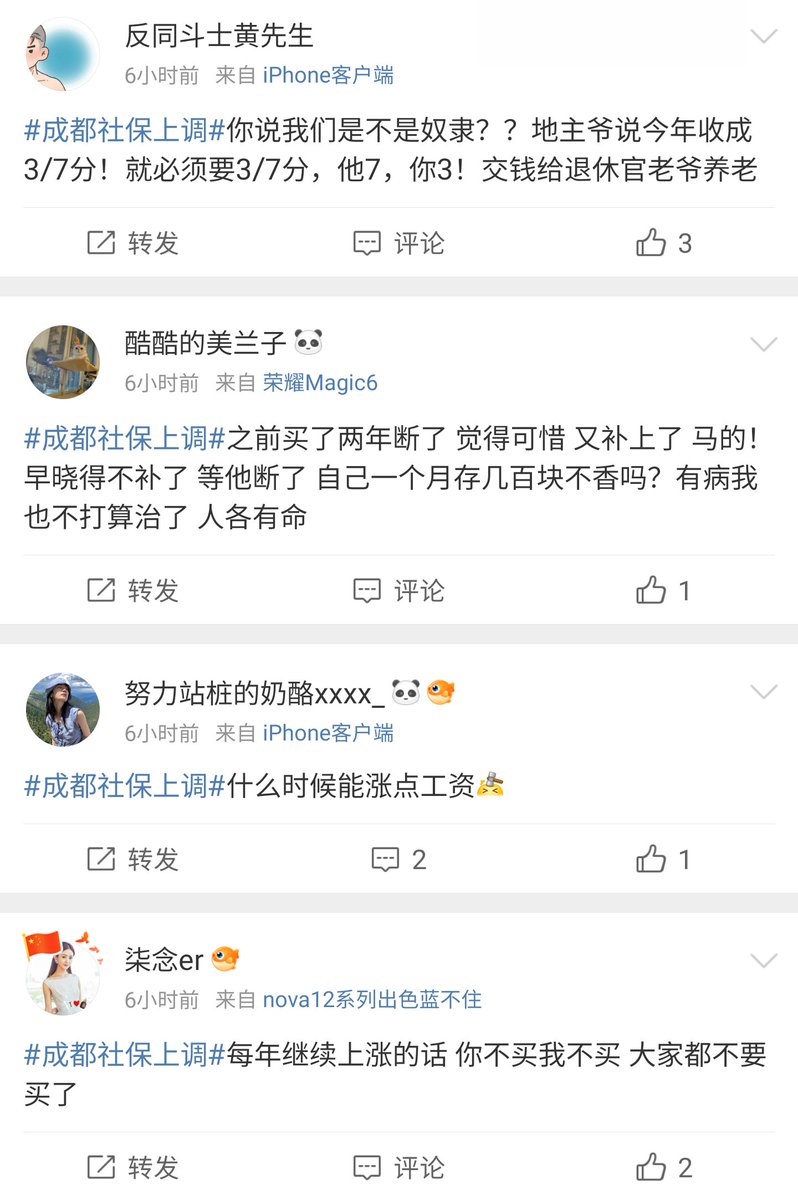 反同斗士黄先生
6小时前 来自 iPhone客户端
#成都社保上调#你说我们是不是奴隶？？地主爷说今年收成
3/7分！就必须要3/7分，他7，你3！交钱给退休官老爷养老
转发 评论 3
酷酷的美兰子
6小时前 来自 荣耀Magic6
#成都社保上调#之前买了两年断了 觉得可惜 又补上了 马的！
早晓得不补了 等他断了 自己一个月存几百块不香吗？有病我
也不打算治了 人各有命
转发 评论 1
努力站桩的奶酪xxxx_
6小时前 来自 iPhone客户端
#成都社保上调#什么时候能涨点工资
转发 2 1
柒念er
6小时前 来自 nova12系列出色蓝不住
#成都社保上调#每年继续上涨的话 你不买我不买 大家都不要
买了
转发 评论 2